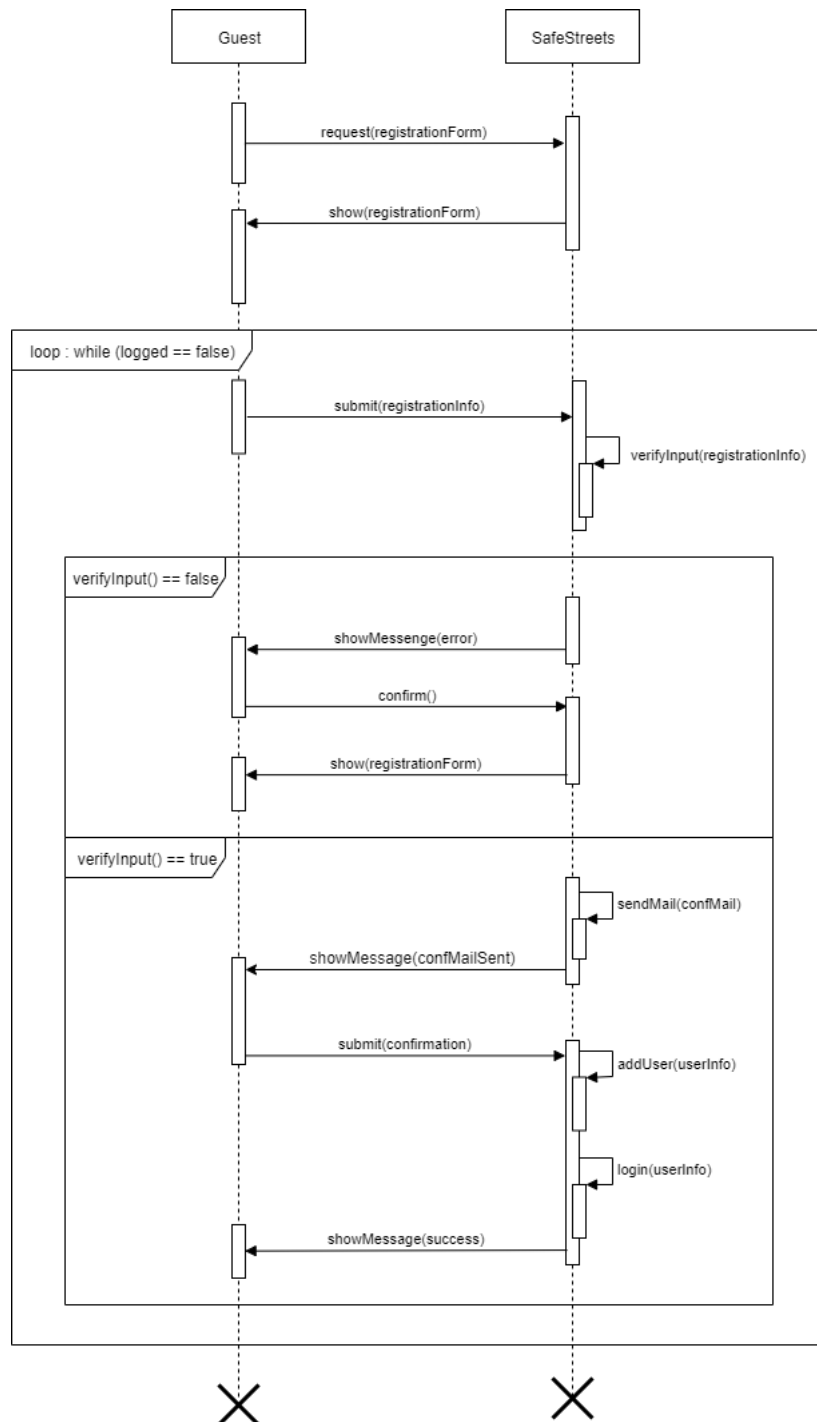 Guest
SafeStreets
request(registrationForm)
show(registrationForm)
loop : while (logged == false)
submit(registrationInfo)
verifyInput(registrationInfo)
verifyInput() == false
showMessenge(error)
confirm()
show(registrationForm)
verifyInput() == true
sendMail(confMail)
showMessage(confMailSent)
submit(confirmation)
addUser(userInfo)
login(userInfo)
showMessage(success)